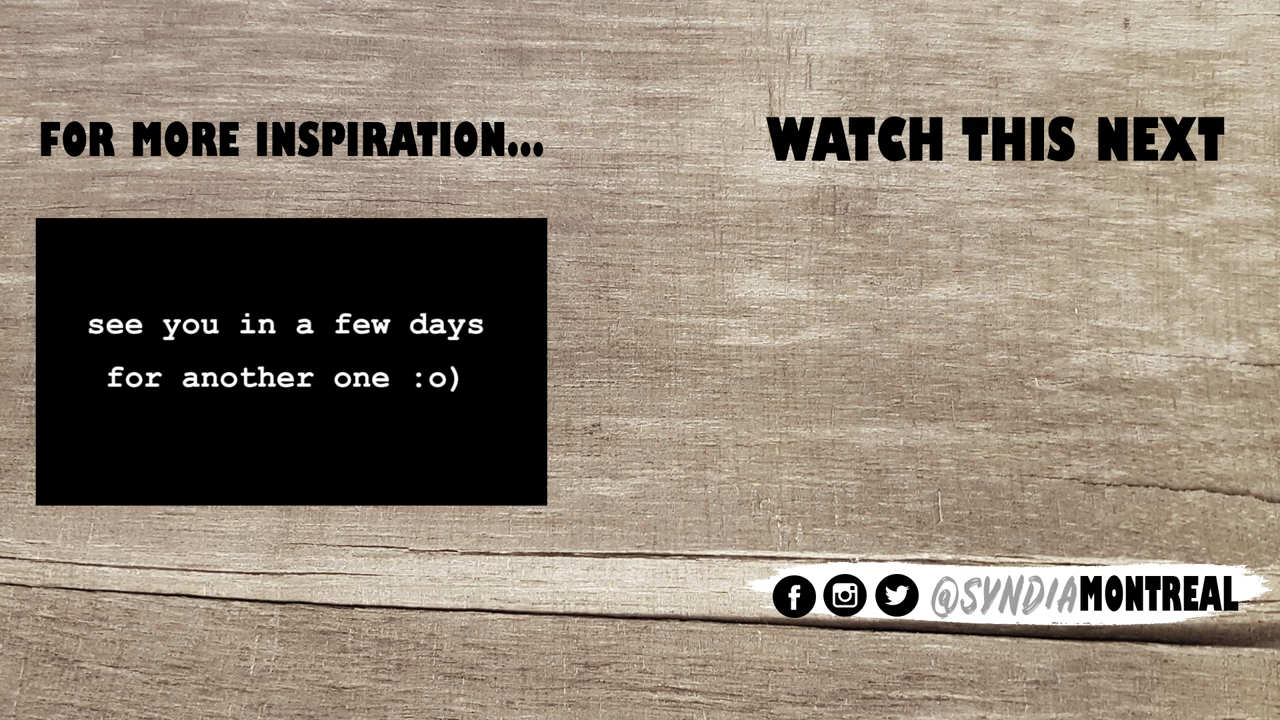 FOR MORE INSPIRATION...
WATCH THIS NEXT
see you in a few days
for another one :o)
@SYNDIAMONTREAL